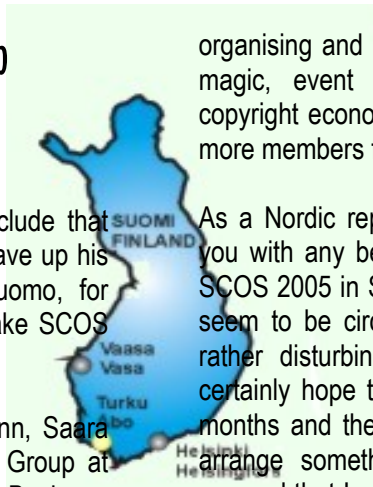 clude that
ave up his
uomo, for
ake SCOS
nn, Saara
Group at
SUOMI
FINLAND
Vaasa
Vasa
Turku
Åbo
Helsinki
Helsingfors
organising and
magic, event
copyright econo
more members
As a Nordic rep
you with any be
SCOS 2005 in S
seem to be circ
rather disturbin
certainly hope t
months and the
arrange someth